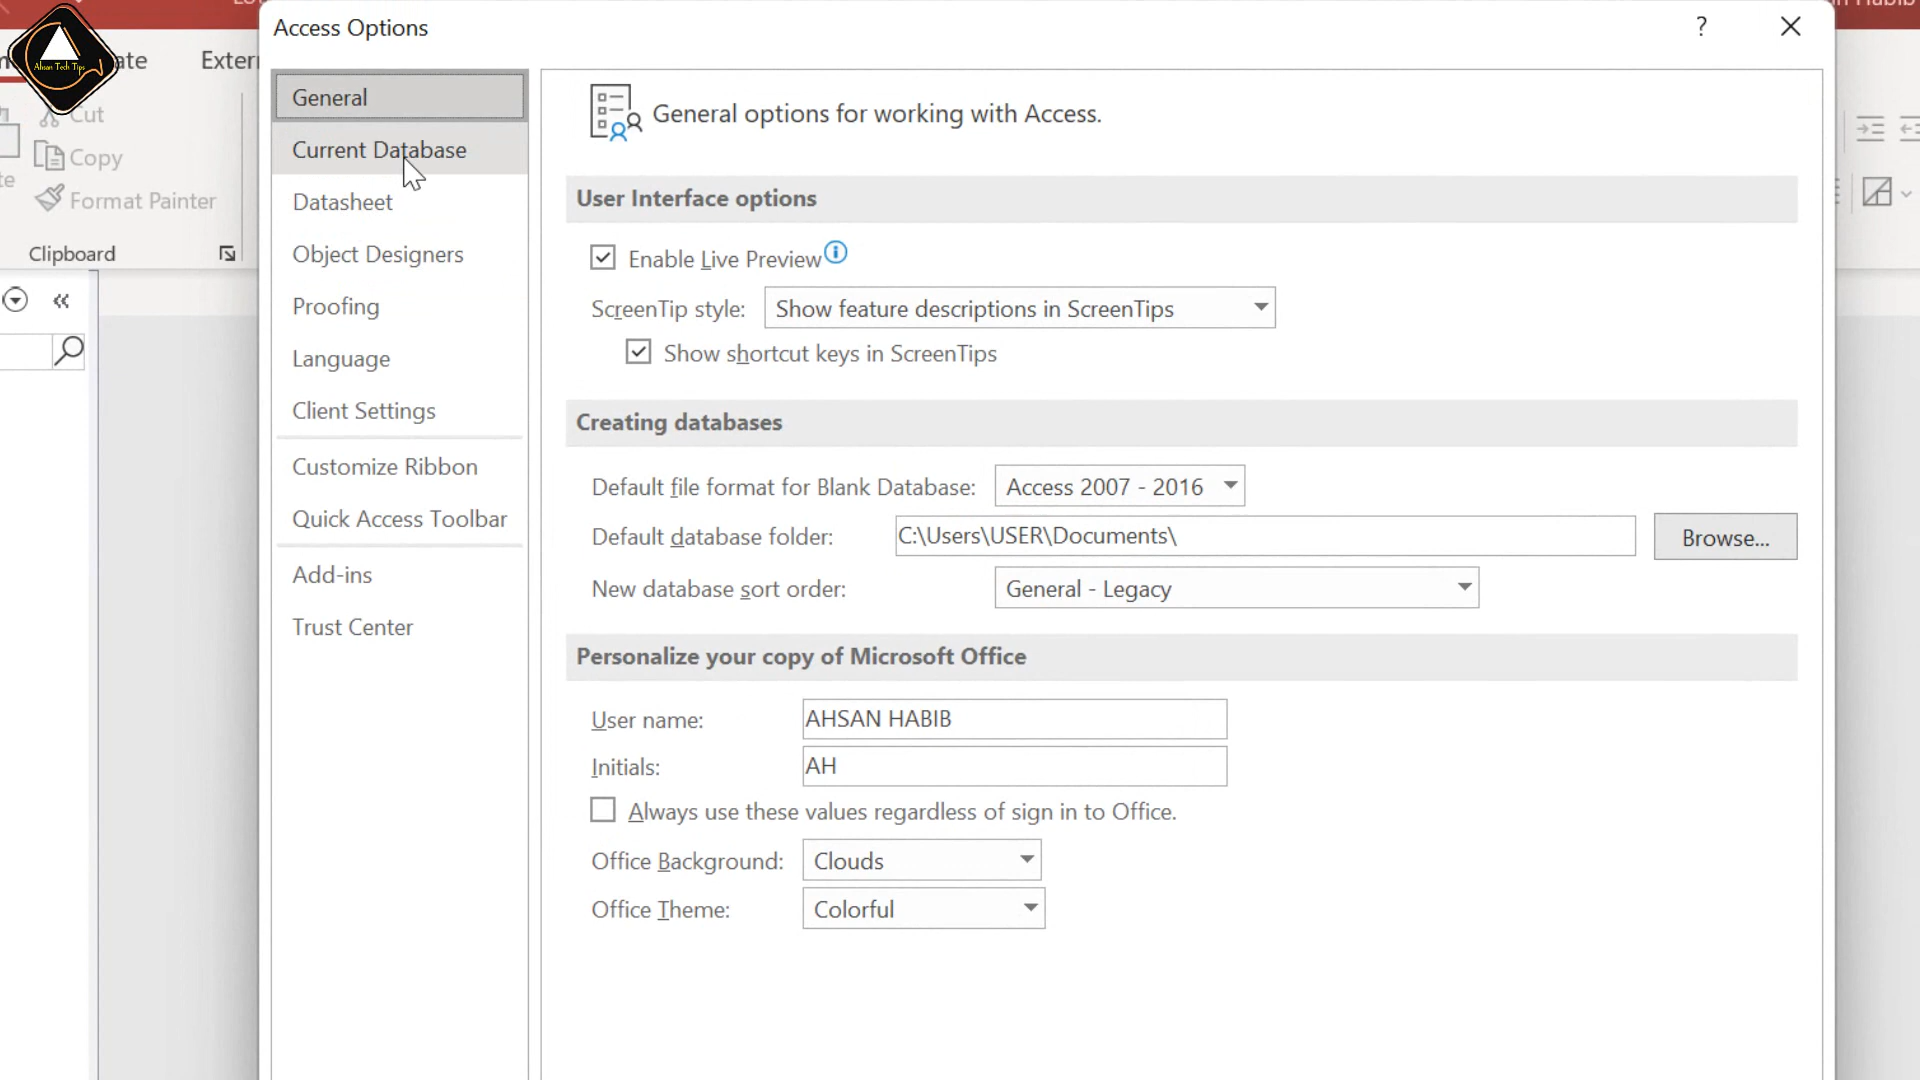 Access Options
?
Ahsan Tech Tips
General
Current Database
Datasheet
Object Designers
Proofing
Language
Client Settings
Customize Ribbon
Quick Access Toolbar
Add-ins
Trust Center
Cut
Copy
Format Painter
Clipboard
General options for working with Access.
User Interface options
Enable Live Preview
ScreenTip style: Show feature descriptions in ScreenTips
Show shortcut keys in ScreenTips
Creating databases
Default file format for Blank Database: Access 2007 - 2016
Default database folder: C:\Users\USER\Documents\ Browse...
New database sort order: General - Legacy
Personalize your copy of Microsoft Office
User name: AHSAN HABIB
Initials: AH
Always use these values regardless of sign in to Office.
Office Background: Clouds
Office Theme: Colorful